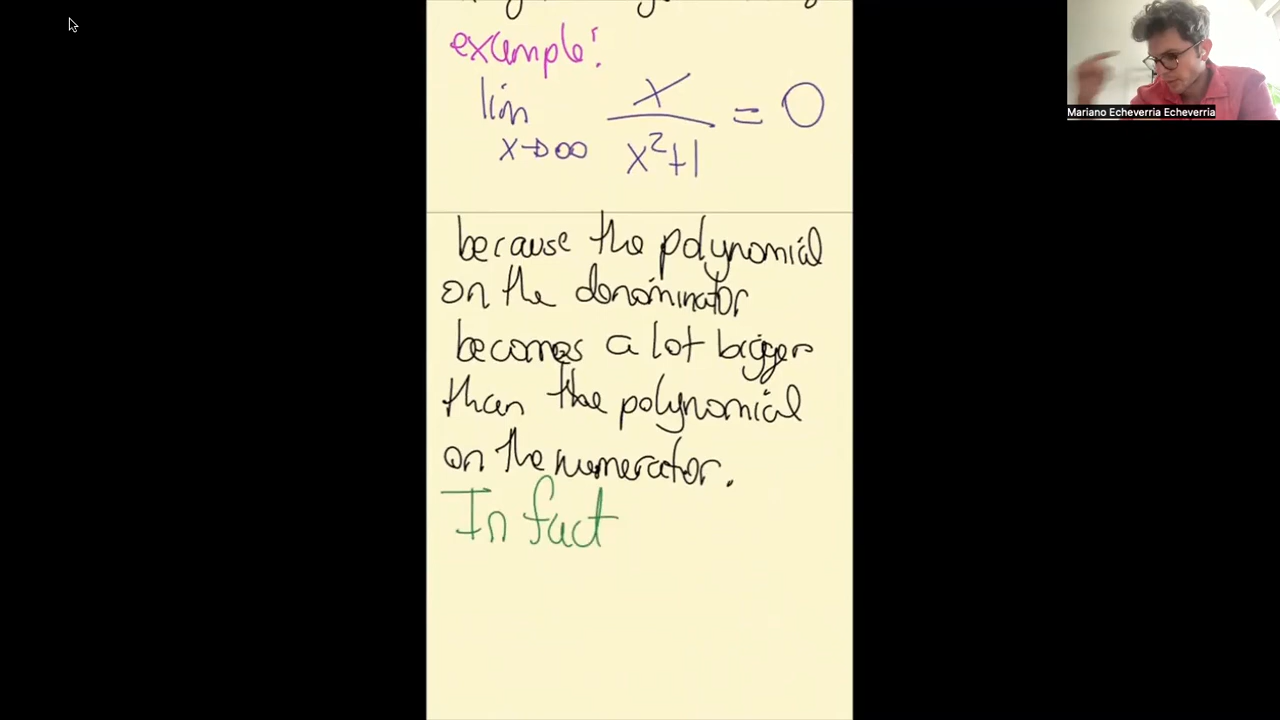 example:
lim x→∞ x/(x²+1) = 0
because the polynomial
on the denominator
becomes a lot bigger
than the polynomial
on the numerator.
In fact
Mariano Echeverria Echeverria